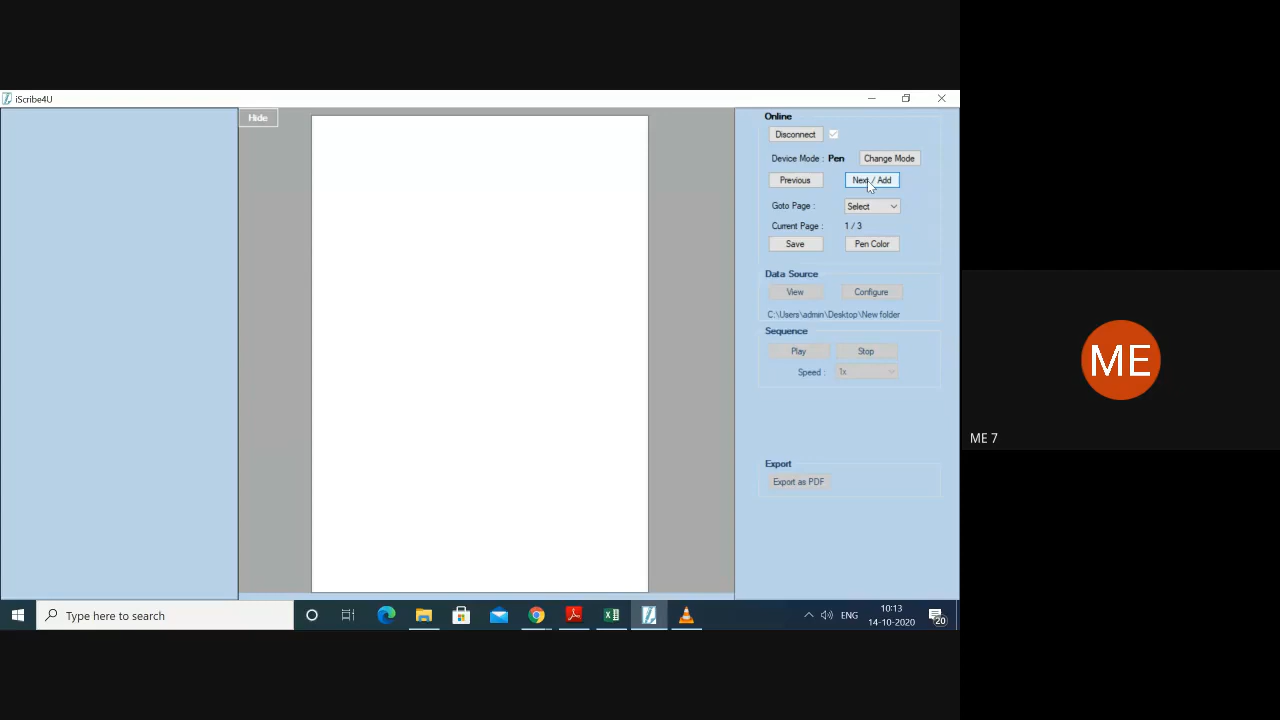 iScribe4U
Hide
Online
Disconnect
Device Mode : Pen Change Mode
Previous Next / Add
Goto Page : Select
Current Page : 1 / 3
Save Pen Color
Data Source
View Configure
C:\Users\admin\Desktop\New folder
Sequence
Play Stop
Speed : 1x
Export
Export as PDF
ME
ME 7
Type here to search
ENG
10:13
14-10-2020
20